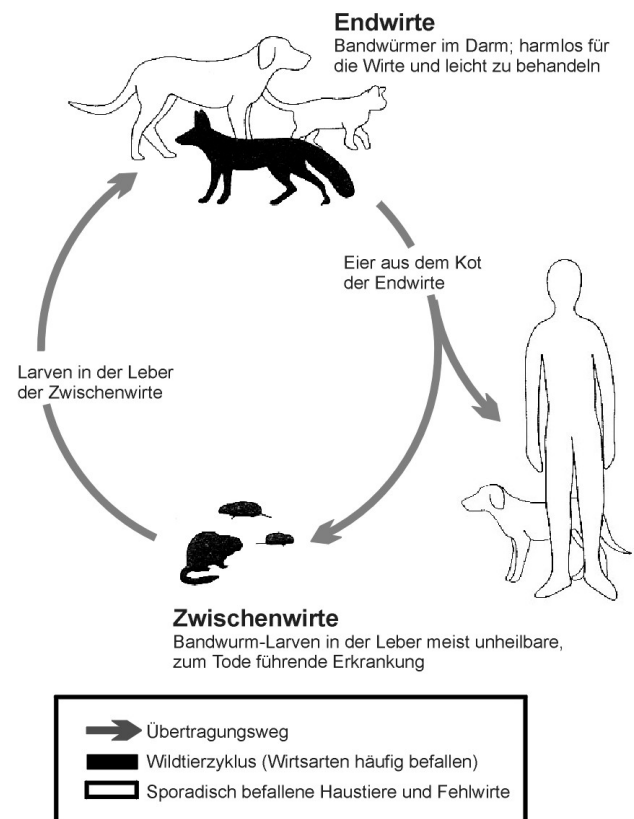 Endwirte
Bandwürmer im Darm; harmlos für
die Wirte und leicht zu behandeln
Eier aus dem Kot
der Endwirte
Larven in der Leber
der Zwischenwirte
Zwischenwirte
Bandwurm-Larven in der Leber meist unheilbare,
zum Tode führende Erkrankung
Übertragungsweg
Wildtierzyklus (Wirtsarten häufig befallen)
Sporadisch befallene Haustiere und Fehlwirte